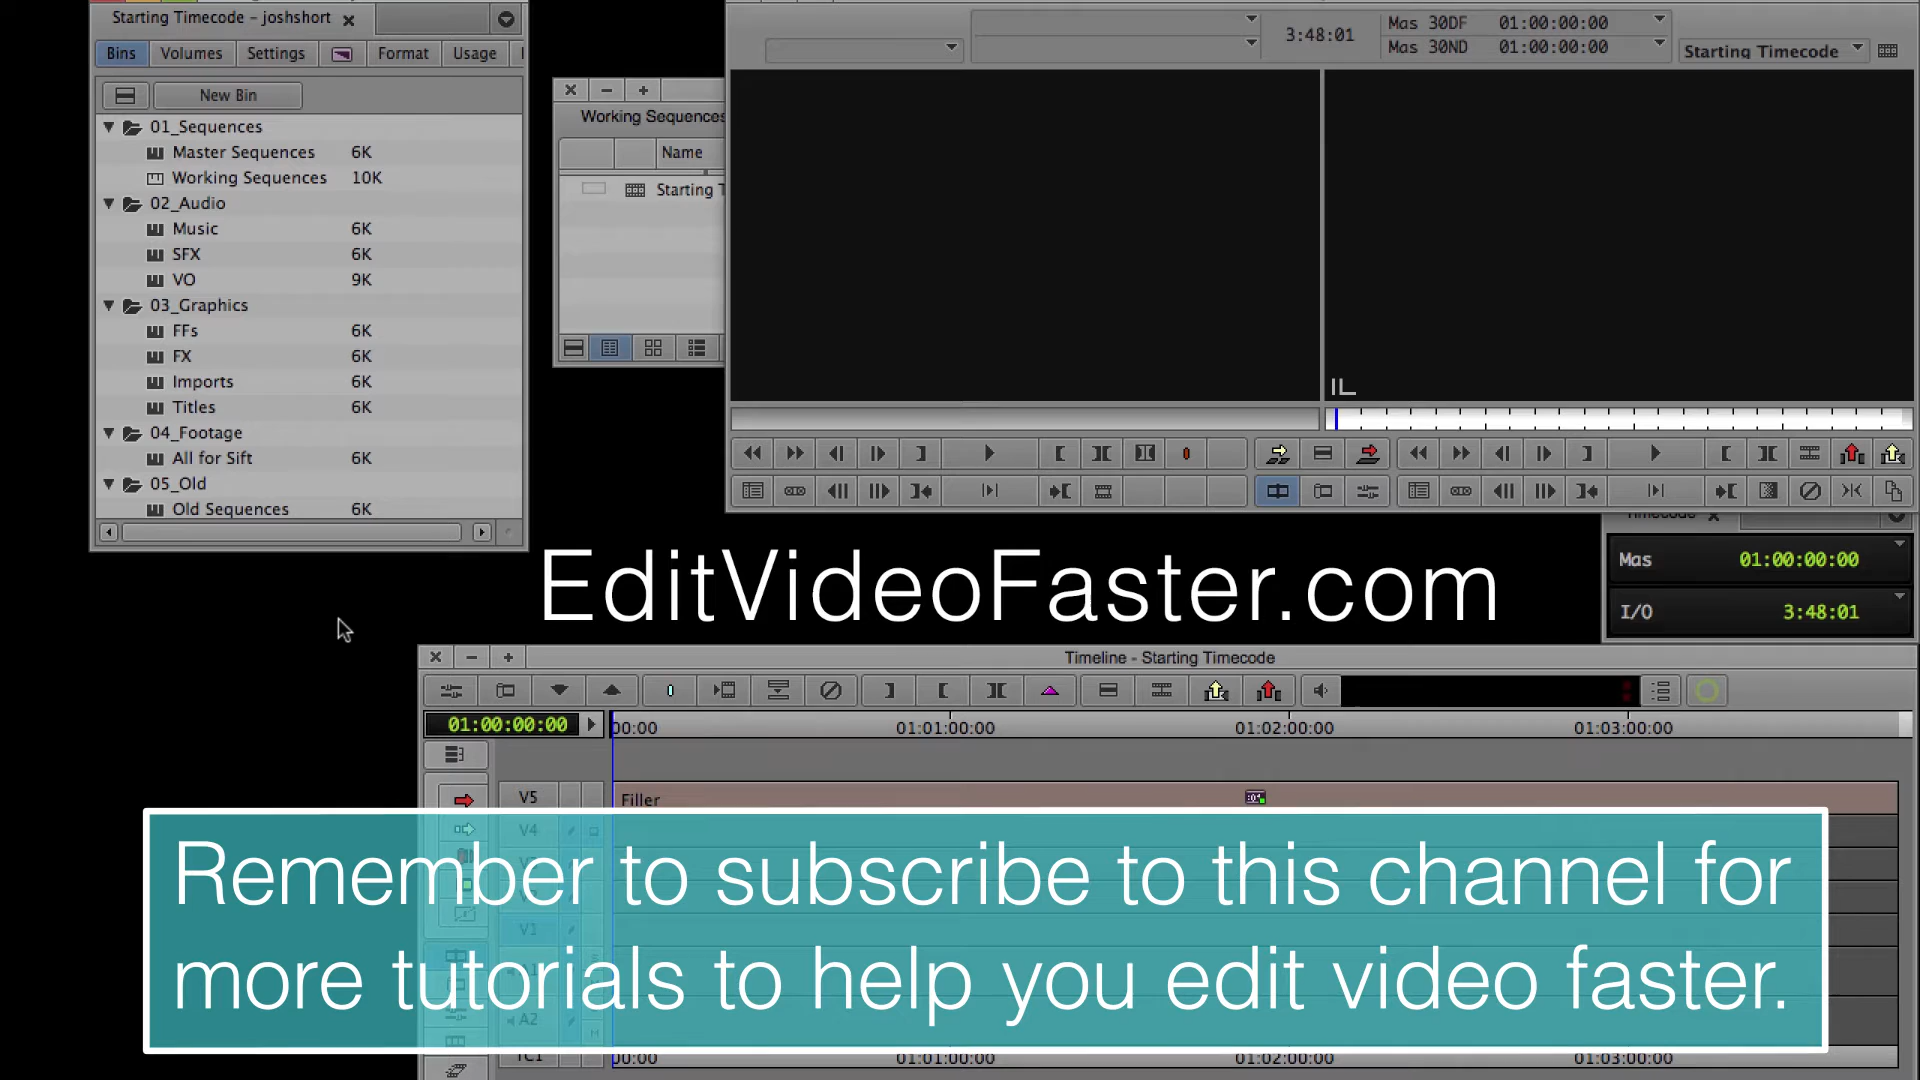 Starting Timecode - joshshort
Bins Volumes Settings Format Usage
New Bin
01_Sequences
Master Sequences 6K
Working Sequences 10K
02_Audio
Music 6K
SFX 6K
VO 9K
03_Graphics
FFs 6K
FX 6K
Imports 6K
Titles 6K
04_Footage
All for Sift 6K
05_Old
Old Sequences 6K
Working Sequences
Name
Starting T
3:48:01
Mas 30DF 01:00:00:00
Mas 30ND 01:00:00:00
Starting Timecode
Timecode
Mas 01:00:00:00
I/O 3:48:01
EditVideoFaster.com
Timeline - Starting Timecode
01:00:00:00
00:00 01:01:00:00 01:02:00:00 01:03:00:00
V5 Filler
V4
V1
A2
TC1 00:00 01:01:00:00 01:02:00:00 01:03:00:00
Remember to subscribe to this channel for
more tutorials to help you edit video faster.